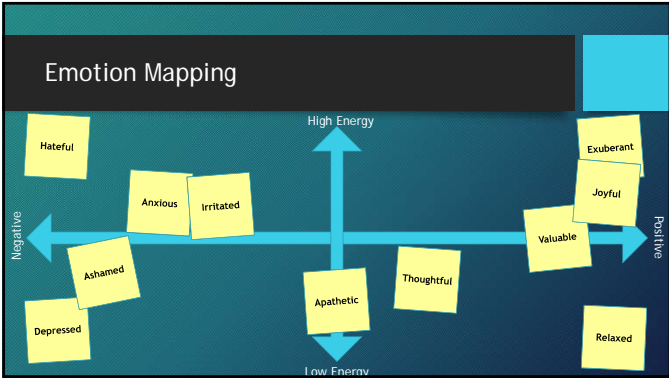 Emotion Mapping
High Energy
Hateful
Exuberant
Anxious
Irritated
Joyful
Negative
Valuable
Positive
Ashamed
Thoughtful
Apathetic
Depressed
Relaxed
Low Energy